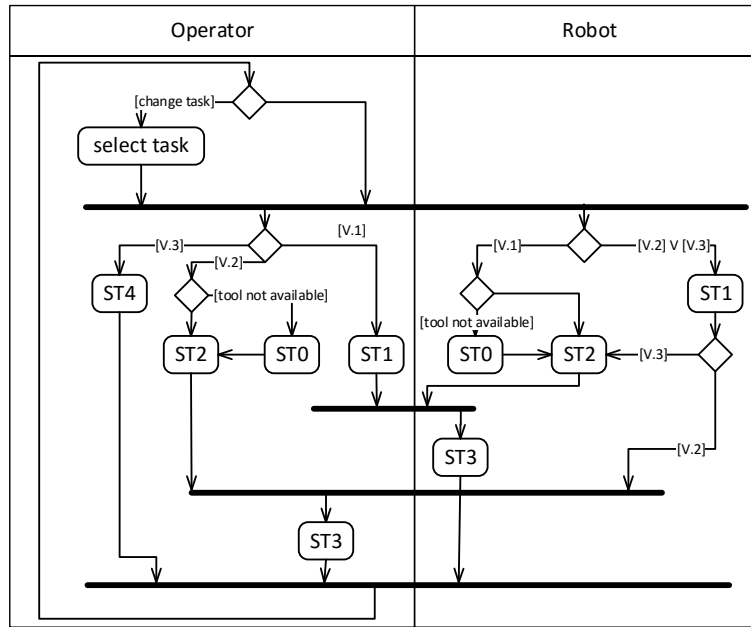 Operator
Robot
[change task]
select task
[V.3]
[V.2]
[V.1]
[V.1]
[V.2] V [V.3]
ST4
[tool not available]
ST1
[tool not available]
ST2
ST0
ST1
ST0
ST2
[V.3]
ST3
[V.2]
ST3